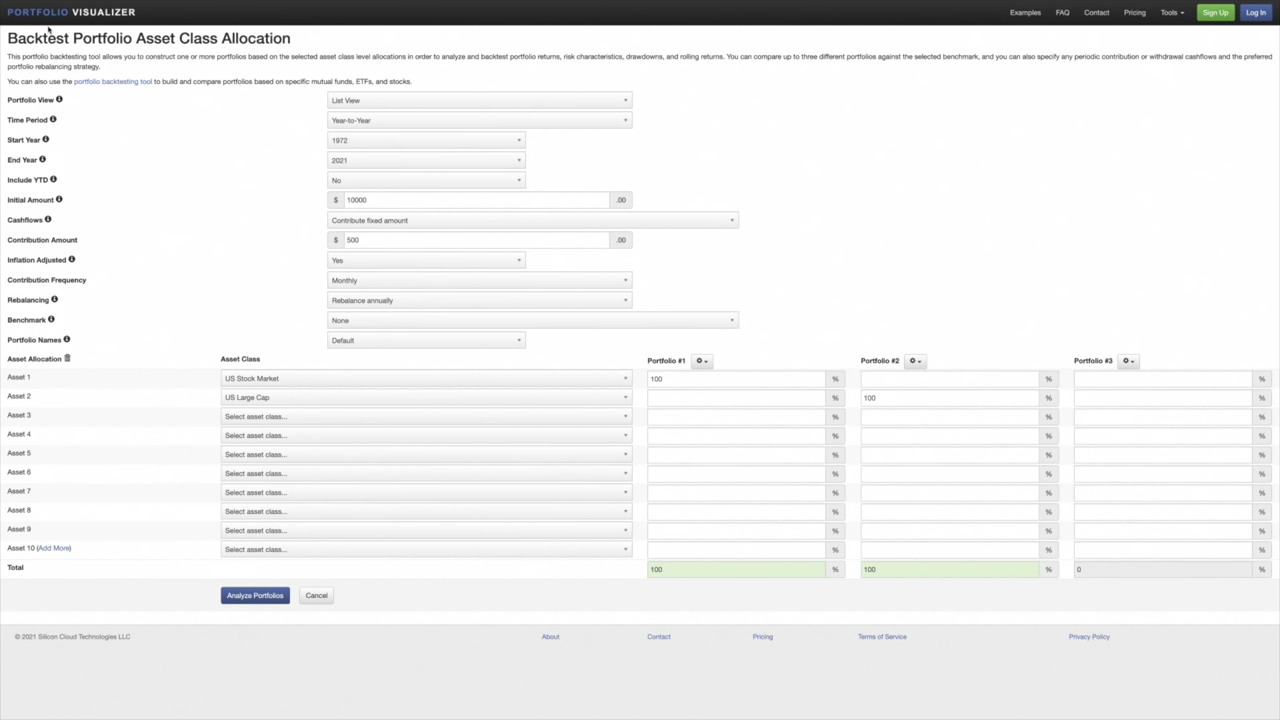 PORTFOLIO VISUALIZER Examples FAQ Contact Pricing Tools Sign Up Log In
Backtest Portfolio Asset Class Allocation
This portfolio backtesting tool allows you to construct one or more portfolios based on the selected asset class level allocations in order to analyze and backtest portfolio returns, risk characteristics, drawdowns, and rolling returns. You can compare up to three different portfolios against the selected benchmark, and you can also specify any periodic contribution or withdrawal cashflows and the preferred
portfolio rebalancing strategy.
You can also use the portfolio backtesting tool to build and compare portfolios based on specific mutual funds, ETFs, and stocks.
Portfolio View List View
Time Period Year-to-Year
Start Year 1972
End Year 2021
Include YTD No
Initial Amount $ 10000 .00
Cashflows Contribute fixed amount
Contribution Amount $ 500 .00
Inflation Adjusted Yes
Contribution Frequency Monthly
Rebalancing Rebalance annually
Benchmark None
Portfolio Names Default
Asset Allocation Asset Class Portfolio #1 Portfolio #2 Portfolio #3
Asset 1 US Stock Market 100 % % %
Asset 2 US Large Cap % 100 % %
Asset 3 Select asset class... % % %
Asset 4 Select asset class... % % %
Asset 5 Select asset class... % % %
Asset 6 Select asset class... % % %
Asset 7 Select asset class... % % %
Asset 8 Select asset class... % % %
Asset 9 Select asset class... % % %
Asset 10 (Add More) Select asset class... % % %
Total 100 % 100 % 0 %
Analyze Portfolios Cancel
© 2021 Silicon Cloud Technologies LLC About Contact Pricing Terms of Service Privacy Policy